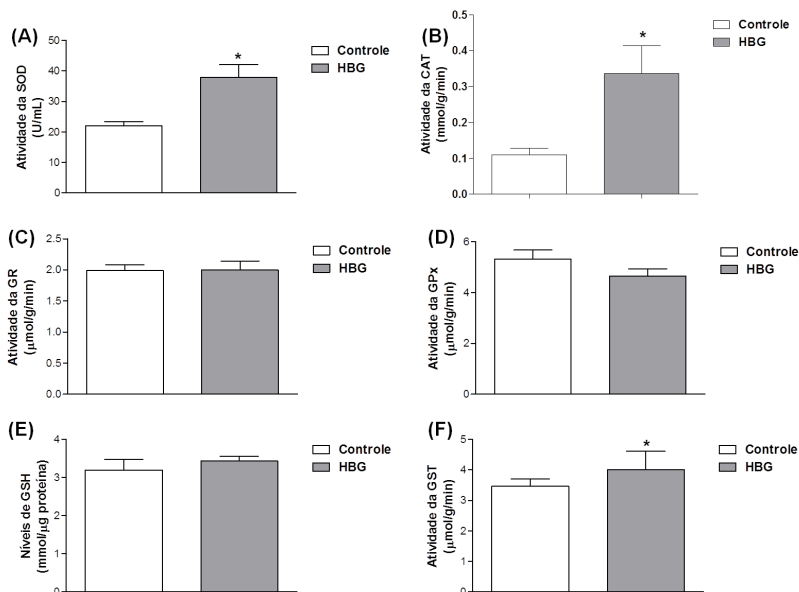 (A)
Atividade da SOD
(U/mL)
50
40
30
20
10
0
*
Controle
HBG
(B)
Atividade da CAT
(mmol/g/min)
0.5
0.4
0.3
0.2
0.1
0.0
*
Controle
HBG
(C)
Atividade da GR
(µmol/g/min)
2.5
2.0
1.5
1.0
0.5
0.0
Controle
HBG
(D)
Atividade da GPx
(µmol/g/min)
6
4
2
0
Controle
HBG
(E)
Níveis de GSH
(mmol/µg proteína)
4
3
2
1
0
Controle
HBG
(F)
Atividade da GST
(µmol/g/min)
5
4
3
2
1
0
*
Controle
HBG